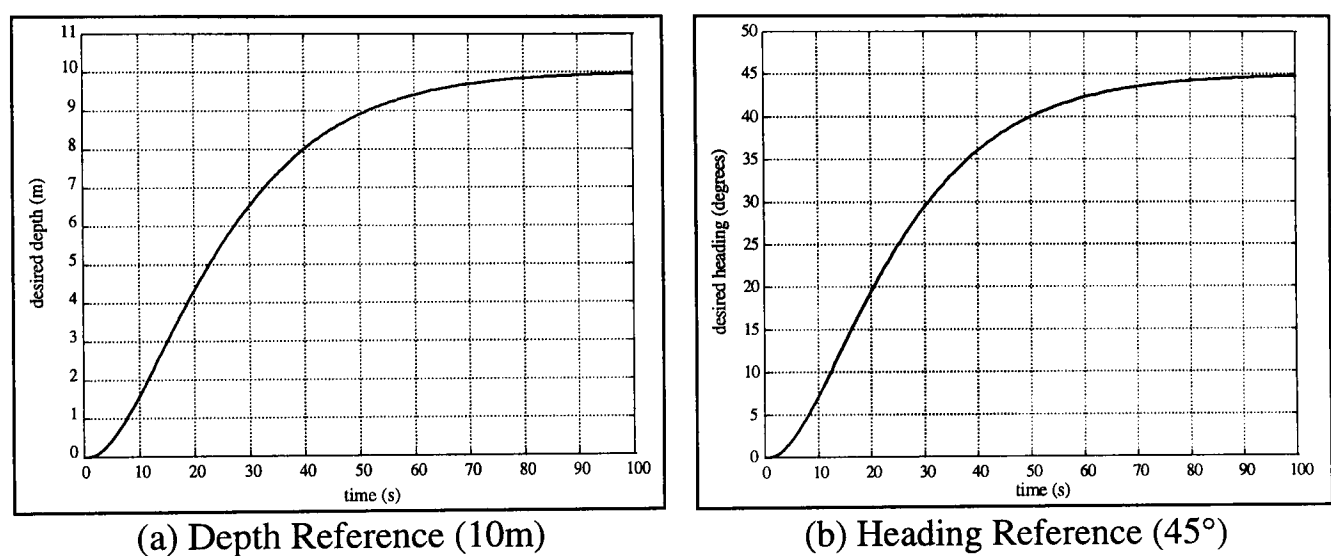 11
10
9
8
7
6
5
4
3
2
1
0
desired depth (m)
0 10 20 30 40 50 60 70 80 90 100
time (s)
(a) Depth Reference (10m)
50
45
40
35
30
25
20
15
10
5
0
desired heading (degrees)
0 10 20 30 40 50 60 70 80 90 100
time (s)
(b) Heading Reference (45°)